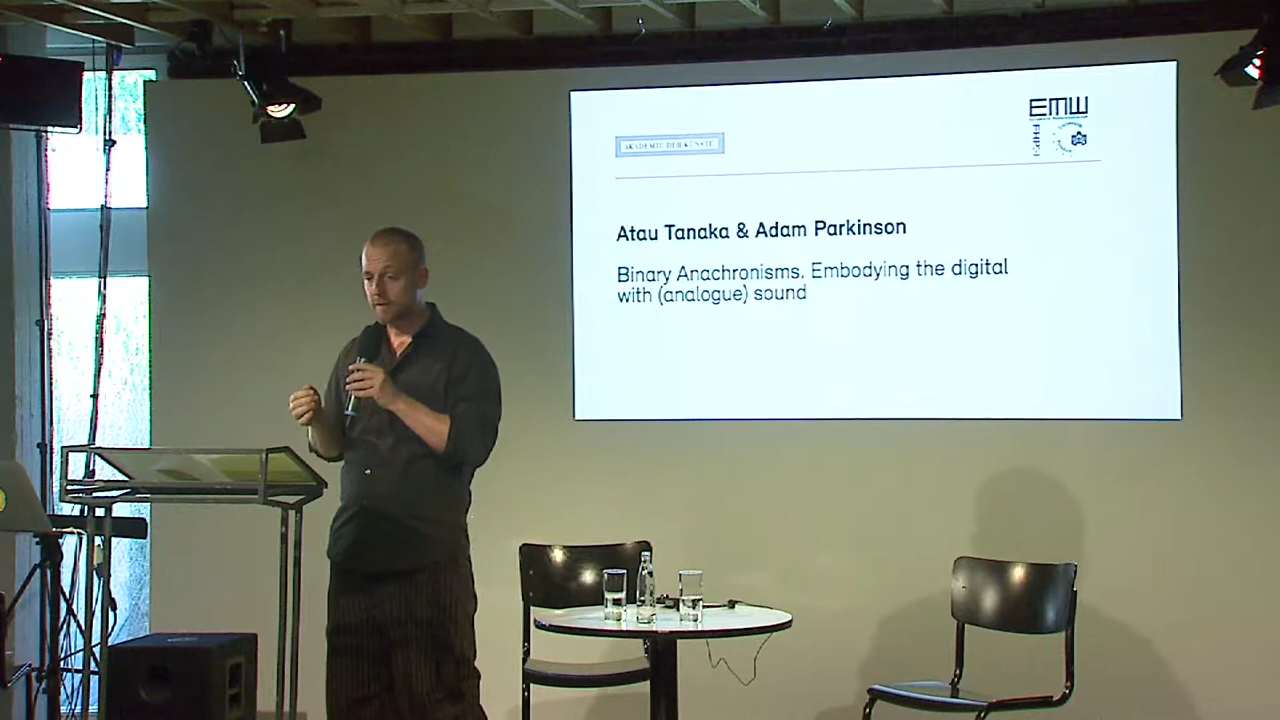 EMW
AKADEMIE DER KÜNSTE
Atau Tanaka & Adam Parkinson
Binary Anachronisms. Embodying the digital
with (analogue) sound